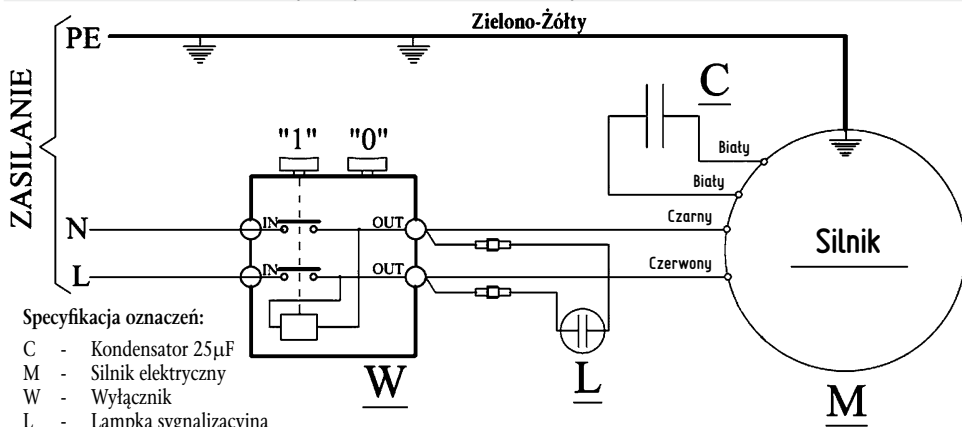 Zielono-Żółty
PE
ZASILANIE
C
"1" "0"
Biały
Biały
N
IN
OUT
Czarny
Silnik
L
IN
OUT
Czerwony
Specyfikacja oznaczeń:
C - Kondensator 25µF
M - Silnik elektryczny
W - Wyłącznik
L - Lampka sygnalizacyjna
W
L
M